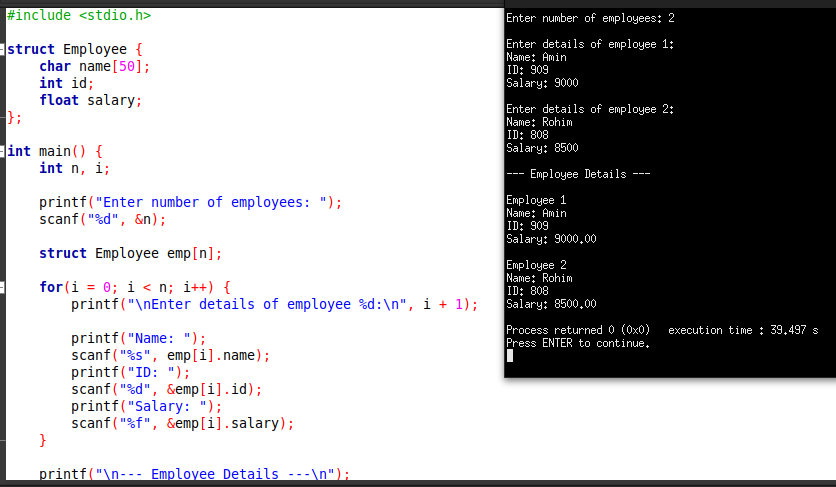 #include <stdio.h>

struct Employee {
    char name[50];
    int id;
    float salary;
};

int main() {
    int n, i;

    printf("Enter number of employees: ");
    scanf("%d", &n);

    struct Employee emp[n];

    for(i = 0; i < n; i++) {
        printf("\nEnter details of employee %d:\n", i + 1);

        printf("Name: ");
        scanf("%s", emp[i].name);
        printf("ID: ");
        scanf("%d", &emp[i].id);
        printf("Salary: ");
        scanf("%f", &emp[i].salary);
    }

    printf("\n--- Employee Details ---\n");

Enter number of employees: 2

Enter details of employee 1:
Name: Amin
ID: 909
Salary: 9000

Enter details of employee 2:
Name: Rohim
ID: 808
Salary: 8500

--- Employee Details ---

Employee 1
Name: Amin
ID: 909
Salary: 9000.00

Employee 2
Name: Rohim
ID: 808
Salary: 8500.00

Process returned 0 (0x0)   execution time : 39.497 s
Press ENTER to continue.